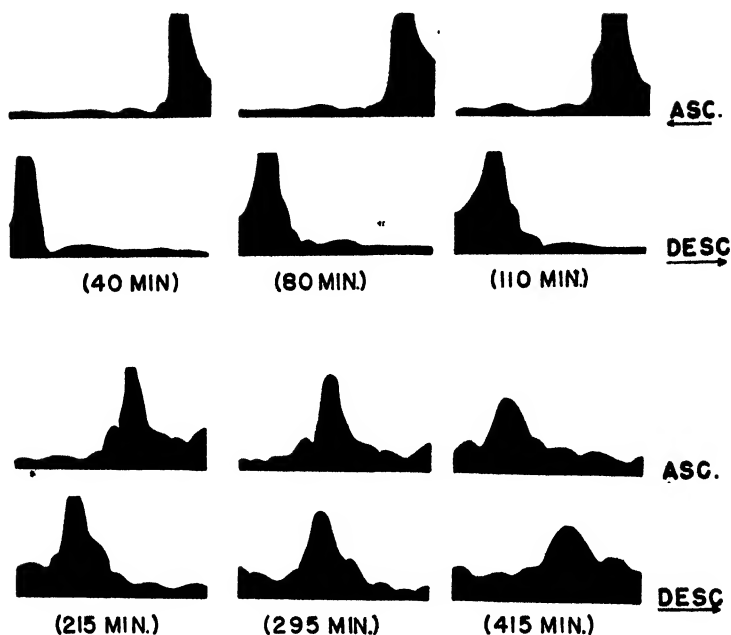 ASC.
DESC
(40 MIN) (80 MIN.) (110 MIN.)
ASC.
DESC
(215 MIN.) (295 MIN.) (415 MIN.)